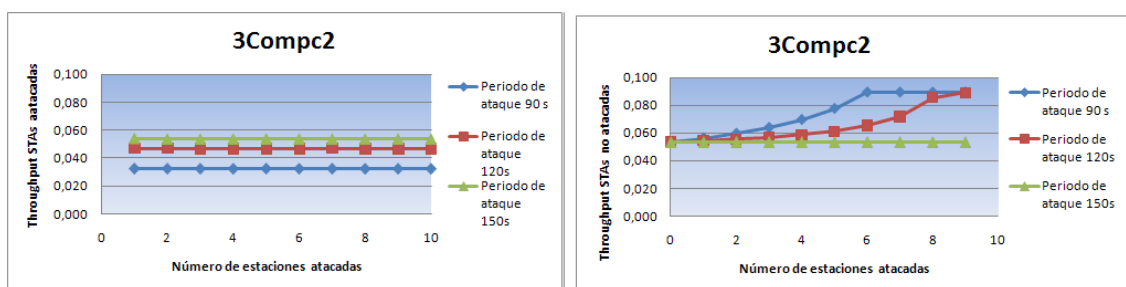 3Compc2
Throughput STAs aatacadas
0,100
0,080
0,060
0,040
0,020
0,000
0
2
4
6
8
10
Número de estaciones atacadas
Periodo de
ataque 90 s
Periodo de
ataque
120s
Periodo de
ataque
150s
3Compc2
Throughput STAs no atacadas
0,100
0,080
0,060
0,040
0,020
0,000
0
2
4
6
8
10
Número de estaciones atacadas
Periodo de
ataque 90 s
Periodo de
ataque 120s
Periodo de
ataque 150s